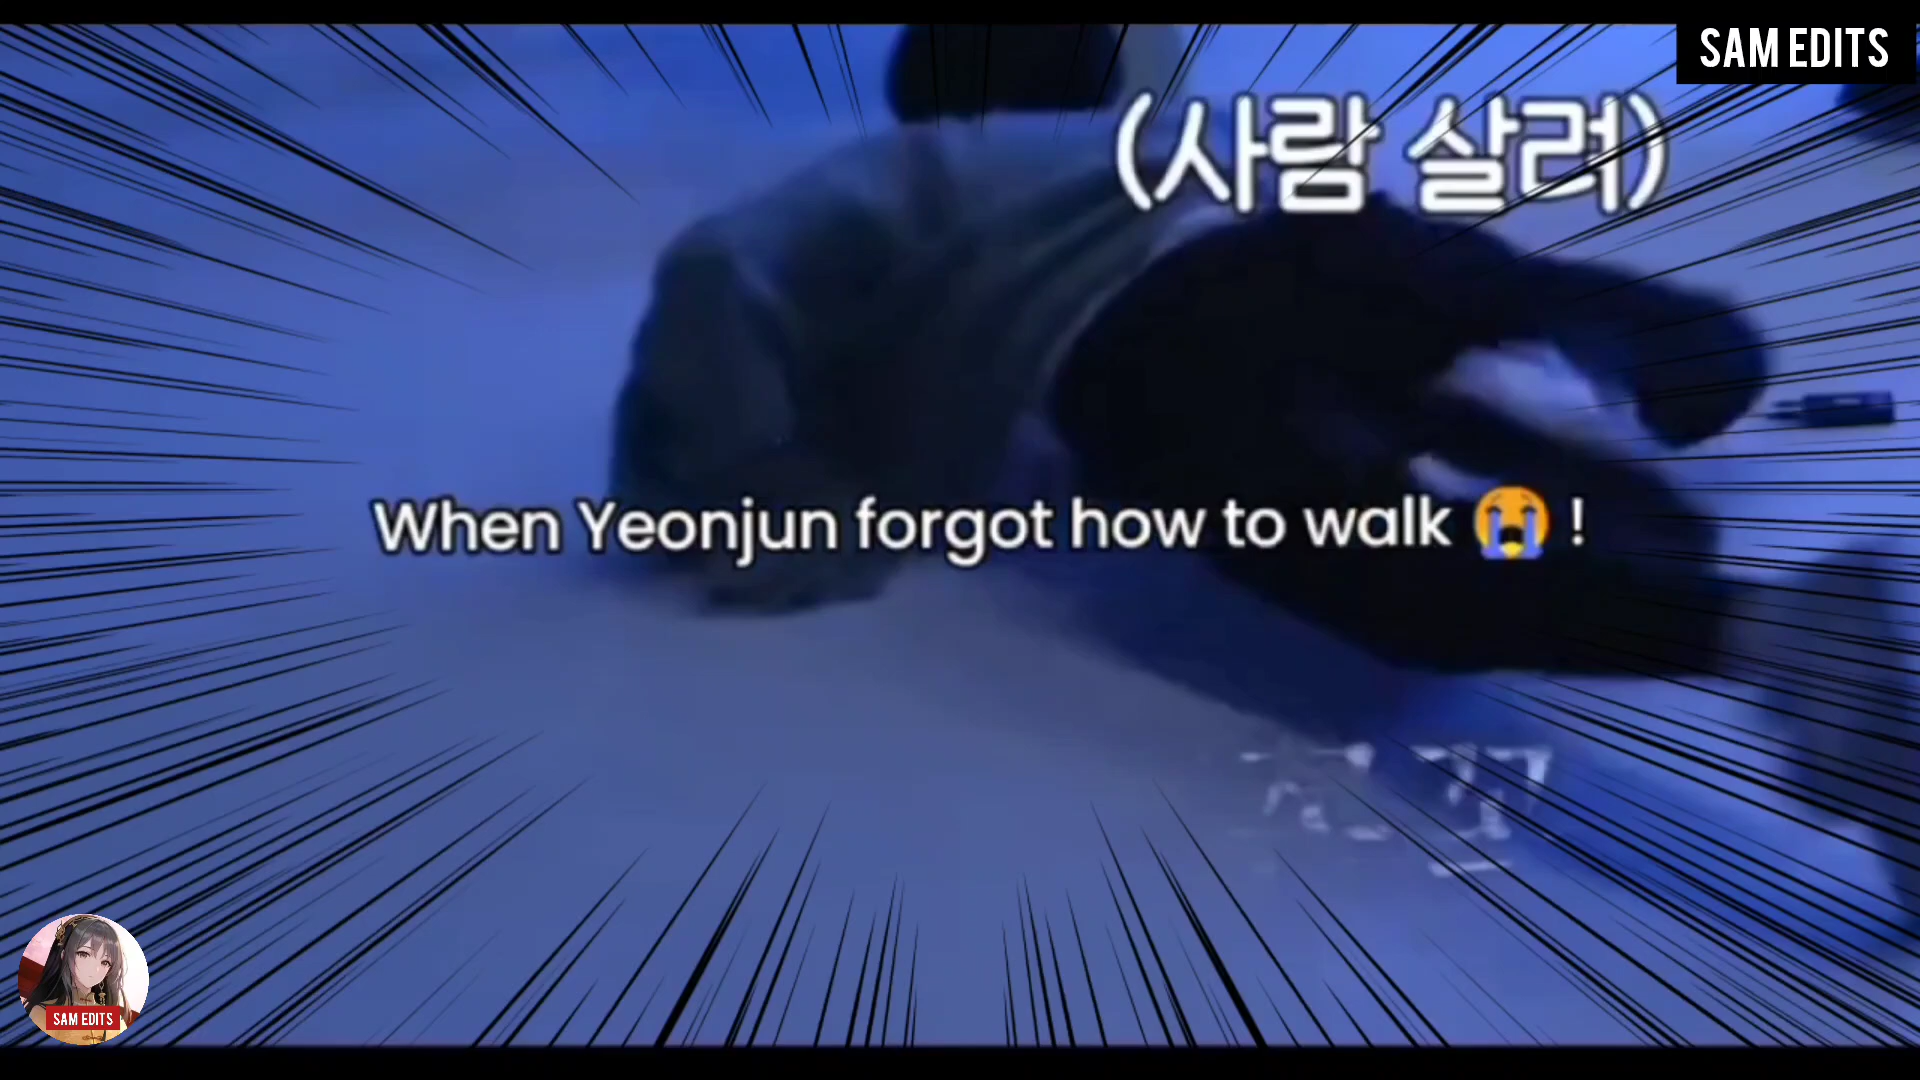 SAM EDITS
(사람 살려)
When Yeonjun forgot how to walk 😭 !
SAM EDITS